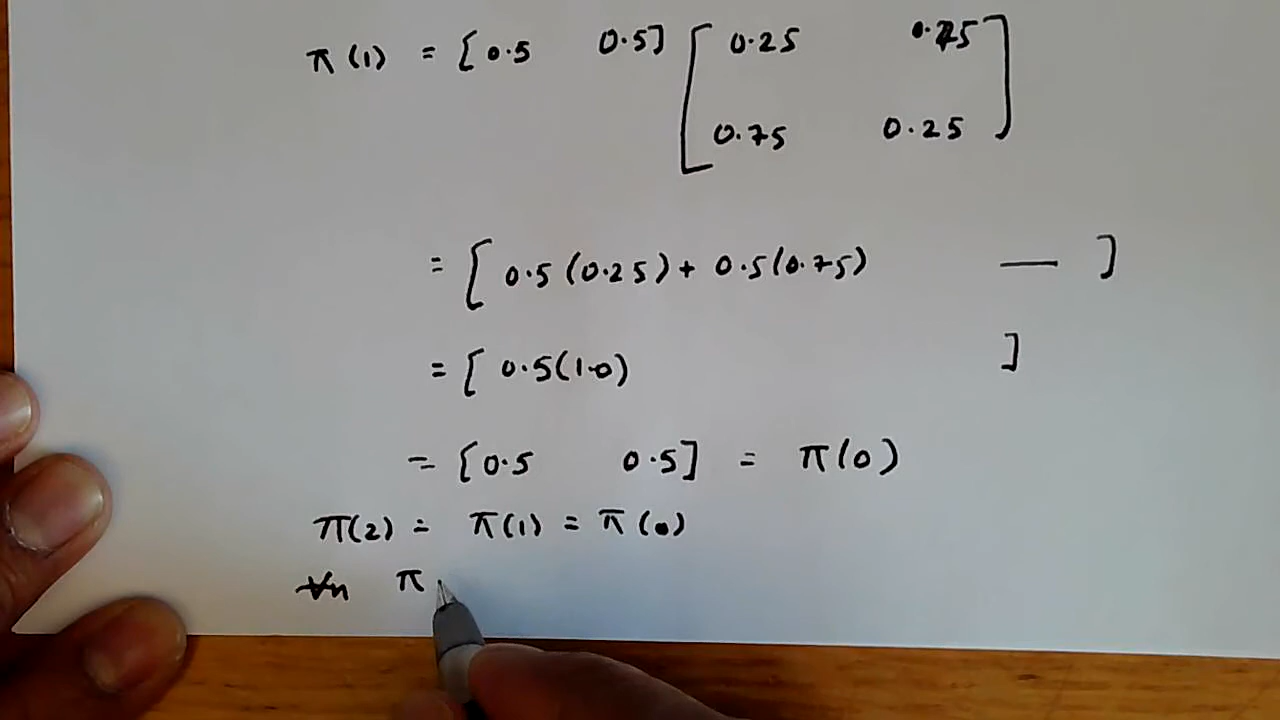 π(1) = [0.5 0.5] [0.25 0.75
0.75 0.25]
= [0.5(0.25) + 0.5(0.75) — ]
= [0.5(1.0) ]
= [0.5 0.5] = π(0)
π(2) = π(1) = π(0)
∀n π